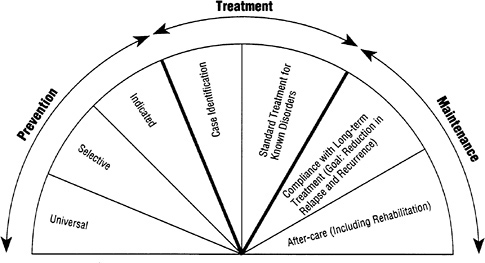 Treatment
Prevention
Maintenance
Universal
Selective
Indicated
Case Identification
Standard Treatment for
Known Disorders
Compliance with Long-term
Treatment (Goal: Reduction in
Relapse and Recurrence)
After-care (Including Rehabilitation)